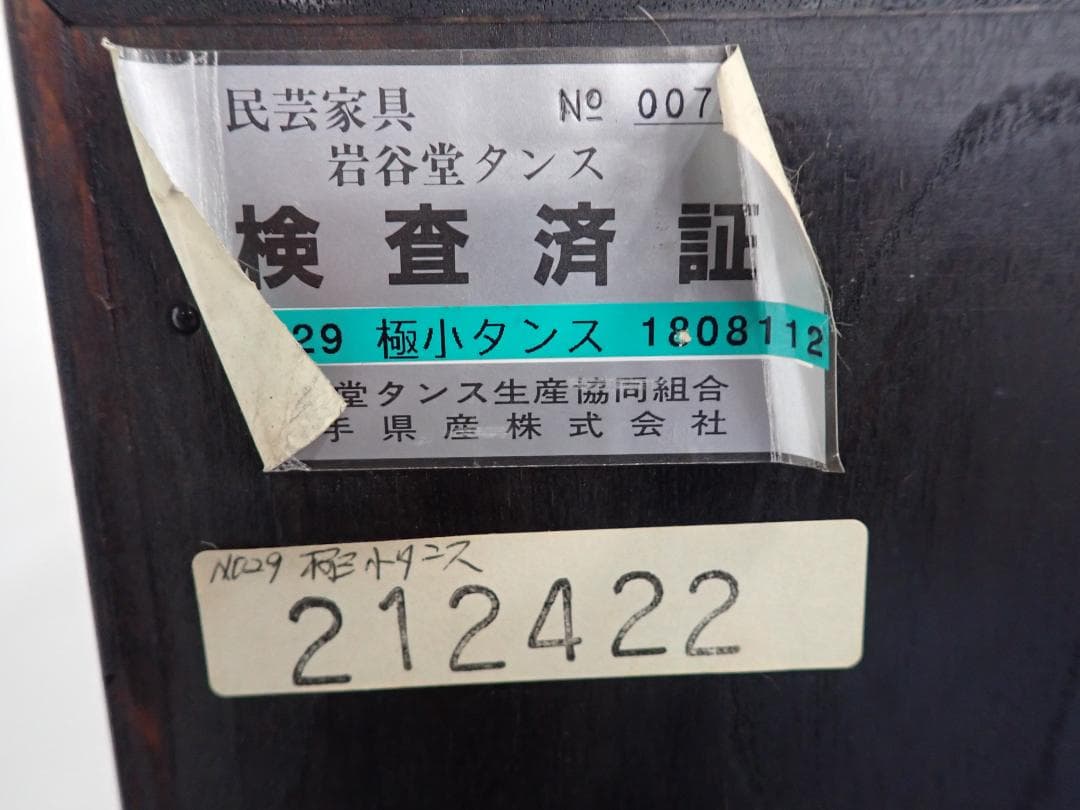 民芸家具 No 007
岩谷堂タンス
検査済証
29 極小タンス 1808112
堂タンス生産協同組合
手県産株式会社
No29 極小タンス
212422